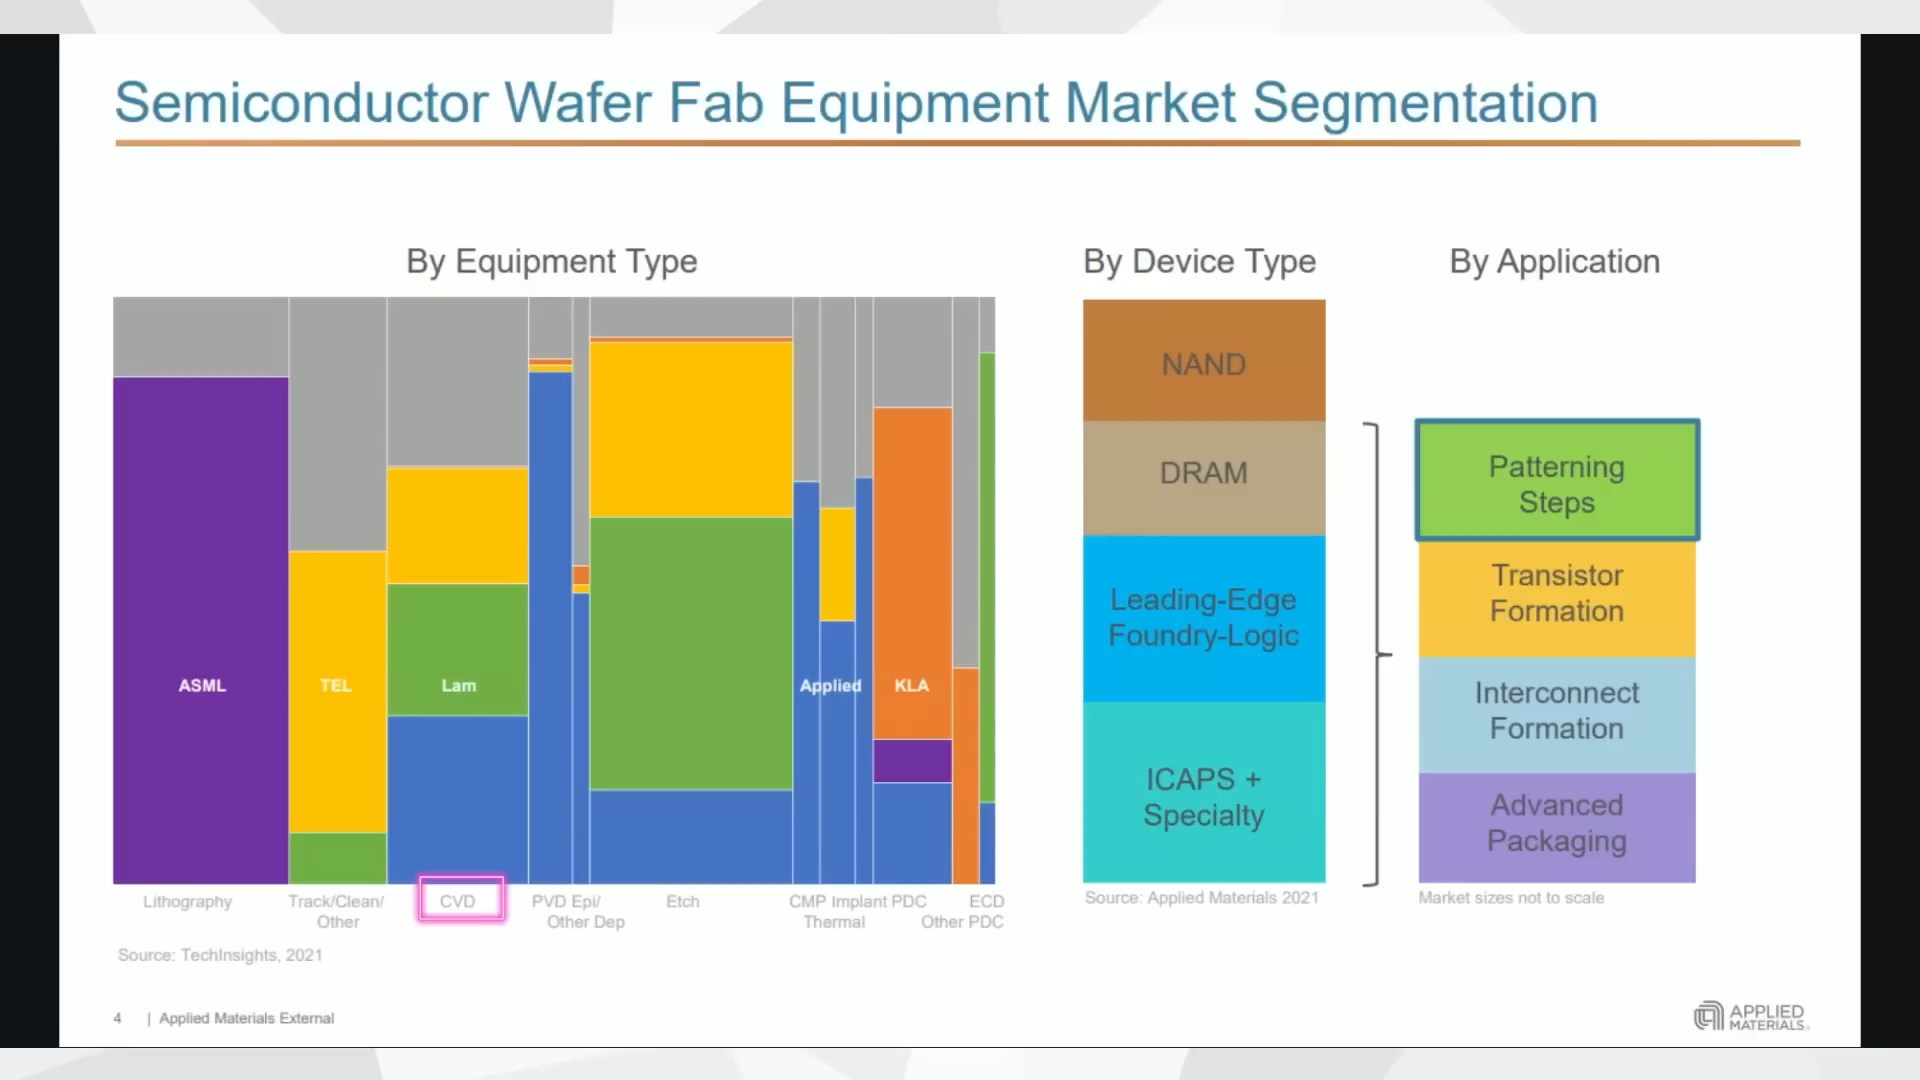 Semiconductor Wafer Fab Equipment Market Segmentation
By Equipment Type
ASML
TEL
Lam
Applied
KLA
Lithography
Track/Clean/
Other
CVD
PVD Epi/
Other Dep
Etch
CMP Implant PDC
Thermal
ECD
Other PDC
Source: TechInsights, 2021
By Device Type
NAND
DRAM
Leading-Edge
Foundry-Logic
ICAPS +
Specialty
Source: Applied Materials 2021
By Application
Patterning
Steps
Transistor
Formation
Interconnect
Formation
Advanced
Packaging
Market sizes not to scale
4 | Applied Materials External
APPLIED
MATERIALS